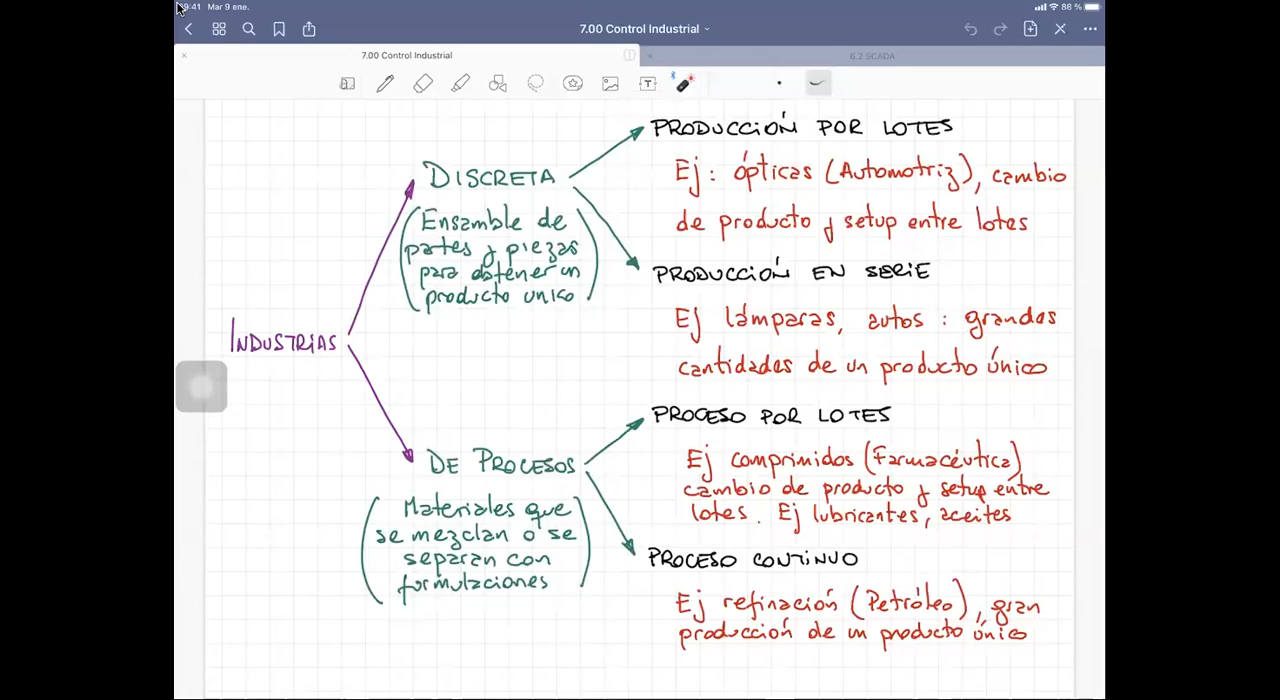 09:41 Mar 9 ene.
88 %
7.00 Control Industrial
7.00 Control Industrial
6.2 SCADA
PRODUCCIÓN POR LOTES
Ej: ópticas (Automotriz), cambio
de producto y setup entre lotes
DISCRETA
(Ensamble de
partes y piezas
para obtener un
producto unico)
PRODUCCIÓN EN SERIE
Ej lámparas, autos: grandes
cantidades de un producto único
INDUSTRIAS
PROCESO POR LOTES
Ej comprimidos (Farmacéutica)
cambio de producto y setup entre
lotes. Ej lubricantes, aceites
DE PROCESOS
(Materiales que
se mezclan o se
separan con
formulaciones)
PROCESO CONTINUO
Ej refinación (Petróleo), gran
producción de un producto único